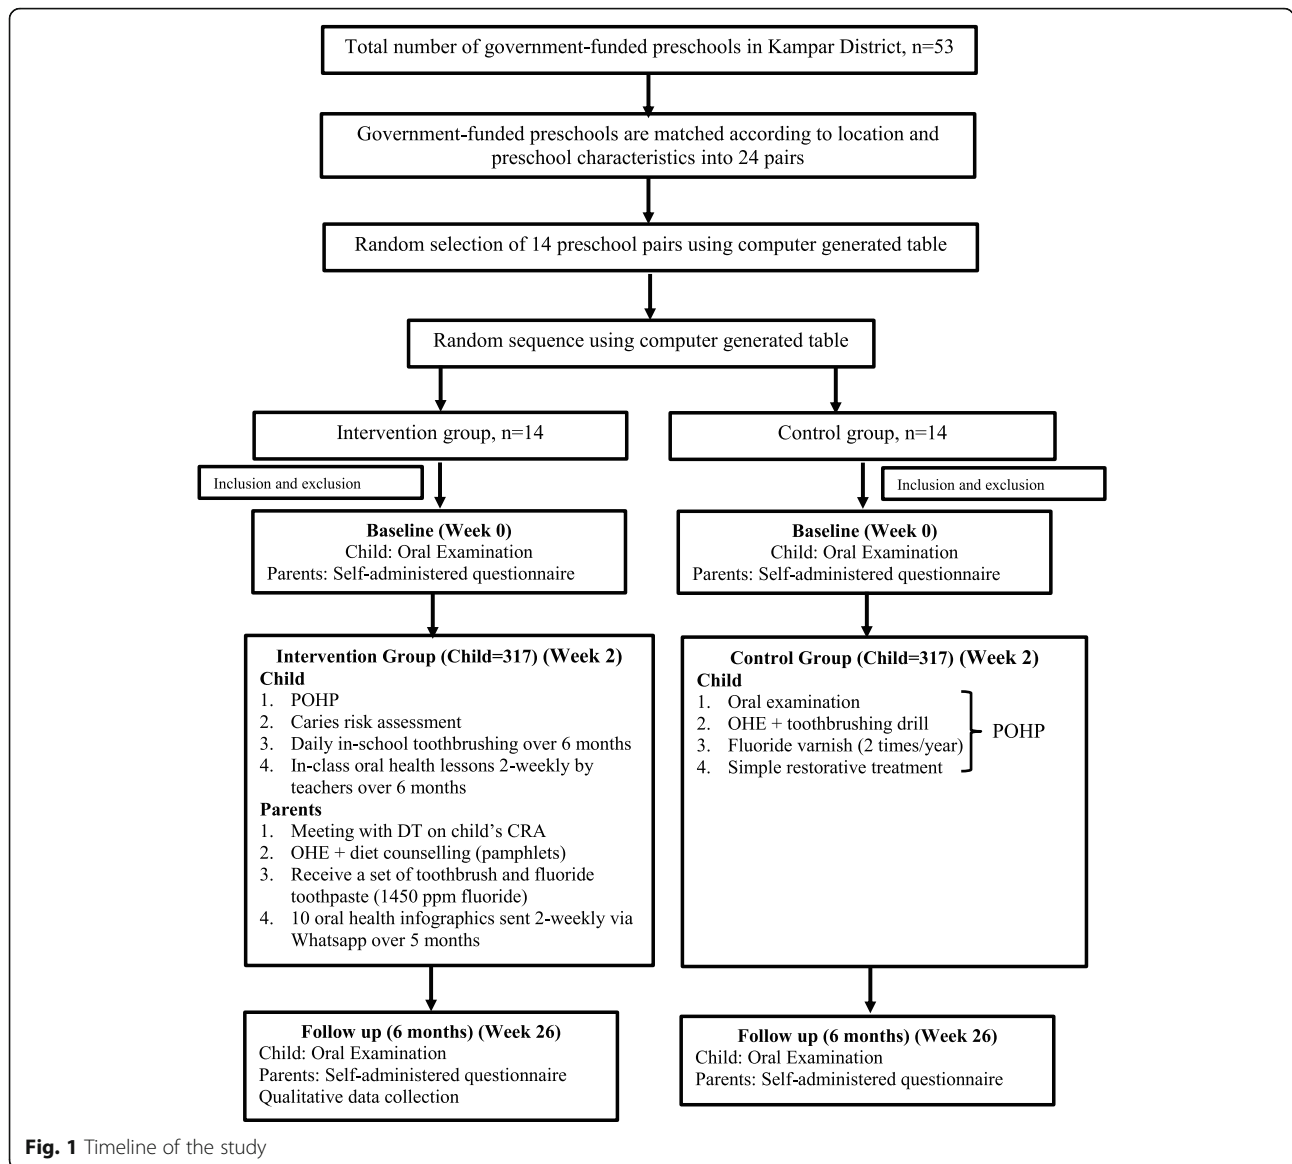 Total number of government-funded preschools in Kampar District, n=53
Government-funded preschools are matched according to location and
preschool characteristics into 24 pairs
Random selection of 14 preschool pairs using computer generated table
Random sequence using computer generated table
Intervention group, n=14
Control group, n=14
Inclusion and exclusion
Inclusion and exclusion
Baseline (Week 0)
Child: Oral Examination
Parents: Self-administered questionnaire
Baseline (Week 0)
Child: Oral Examination
Parents: Self-administered questionnaire
Intervention Group (Child=317) (Week 2)
Child
1. POHP
2. Caries risk assessment
3. Daily in-school toothbrushing over 6 months
4. In-class oral health lessons 2-weekly by
teachers over 6 months
Parents
1. Meeting with DT on child's CRA
2. OHE + diet counselling (pamphlets)
3. Receive a set of toothbrush and fluoride
toothpaste (1450 ppm fluoride)
4. 10 oral health infographics sent 2-weekly via
Whatsapp over 5 months
Control Group (Child=317) (Week 2)
Child
1. Oral examination
2. OHE + toothbrushing drill
3. Fluoride varnish (2 times/year)
4. Simple restorative treatment
POHP
Follow up (6 months) (Week 26)
Child: Oral Examination
Parents: Self-administered questionnaire
Qualitative data collection
Follow up (6 months) (Week 26)
Child: Oral Examination
Parents: Self-administered questionnaire
Fig. 1 Timeline of the study